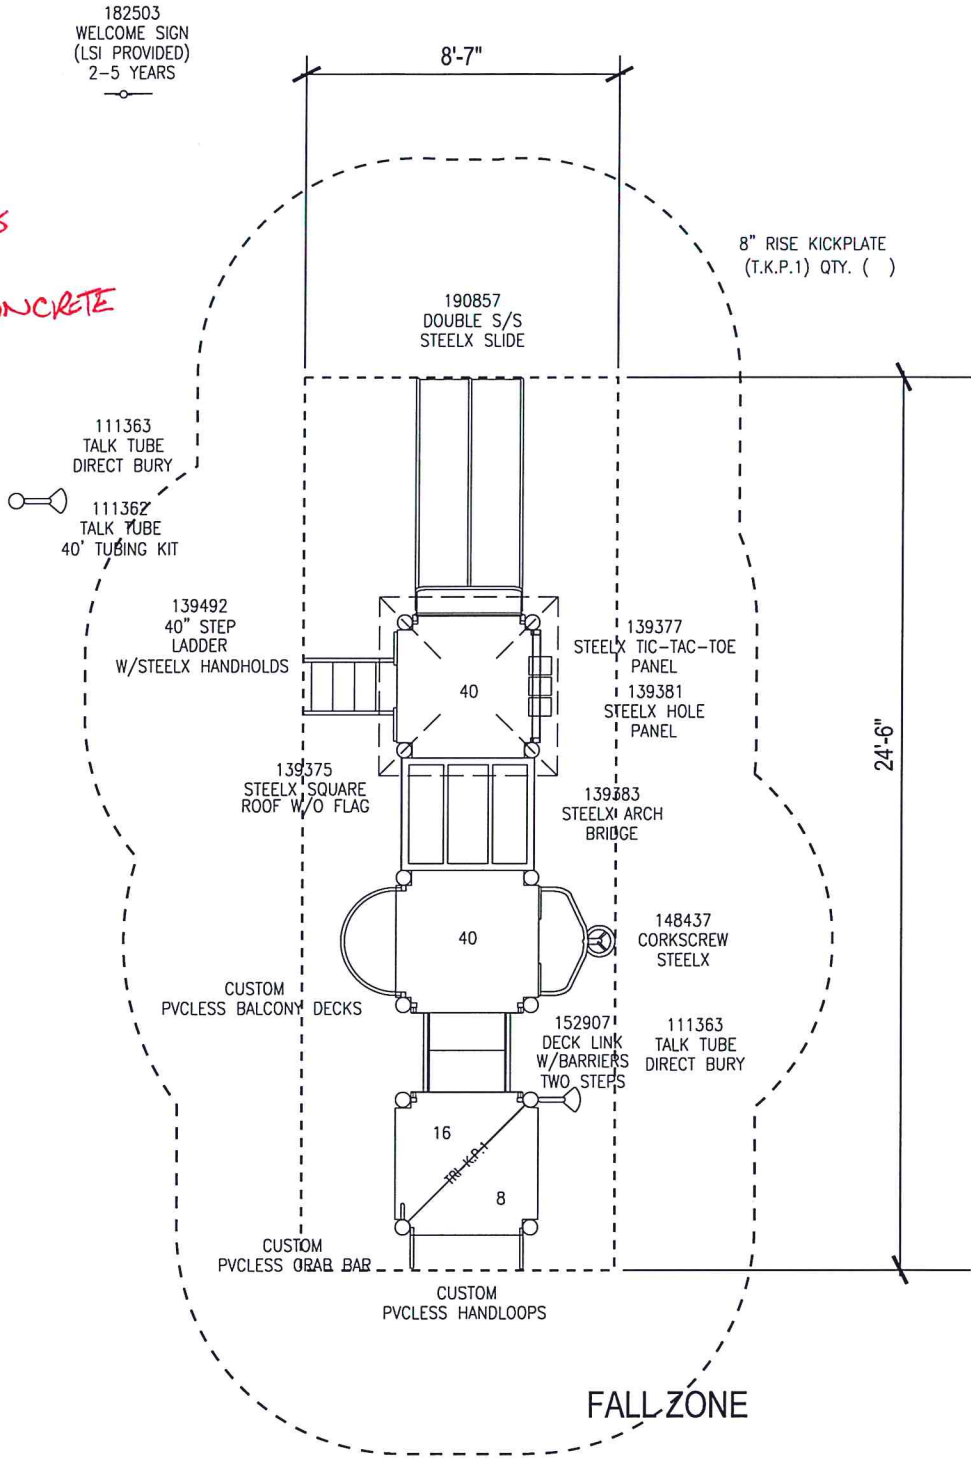 182503
WELCOME SIGN
(LSI PROVIDED)
2-5 YEARS
8'-7"
8" RISE KICKPLATE
(T.K.P.1) QTY. ( )
190857
DOUBLE S/S
STEELX SLIDE
111363
TALK TUBE
DIRECT BURY
111362
TALK TUBE
40' TUBING KIT
139492
40" STEP
LADDER
W/STEELX HANDHOLDS
139377
STEELX TIC-TAC-TOE
PANEL
40
139381
STEELX HOLE
PANEL
24'-6"
139375
STEELX SQUARE
ROOF W/O FLAG
139383
STEELX ARCH
BRIDGE
40
148437
CORKSCREW
STEELX
CUSTOM
PVCLESS BALCONY DECKS
152907
DECK LINK
W/BARRIERS
TWO STEPS
111363
TALK TUBE
DIRECT BURY
16
TRI K.P.1
8
CUSTOM
PVCLESS GRAB BAR
CUSTOM
PVCLESS HANDLOOPS
FALL ZONE